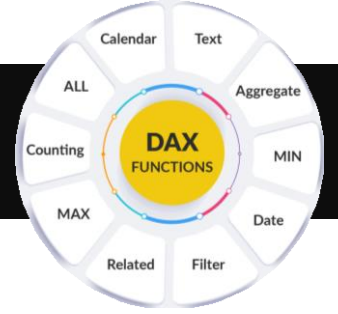 Calendar
Text
ALL
Aggregate
Counting
DAX
FUNCTIONS
MIN
MAX
Date
Related
Filter